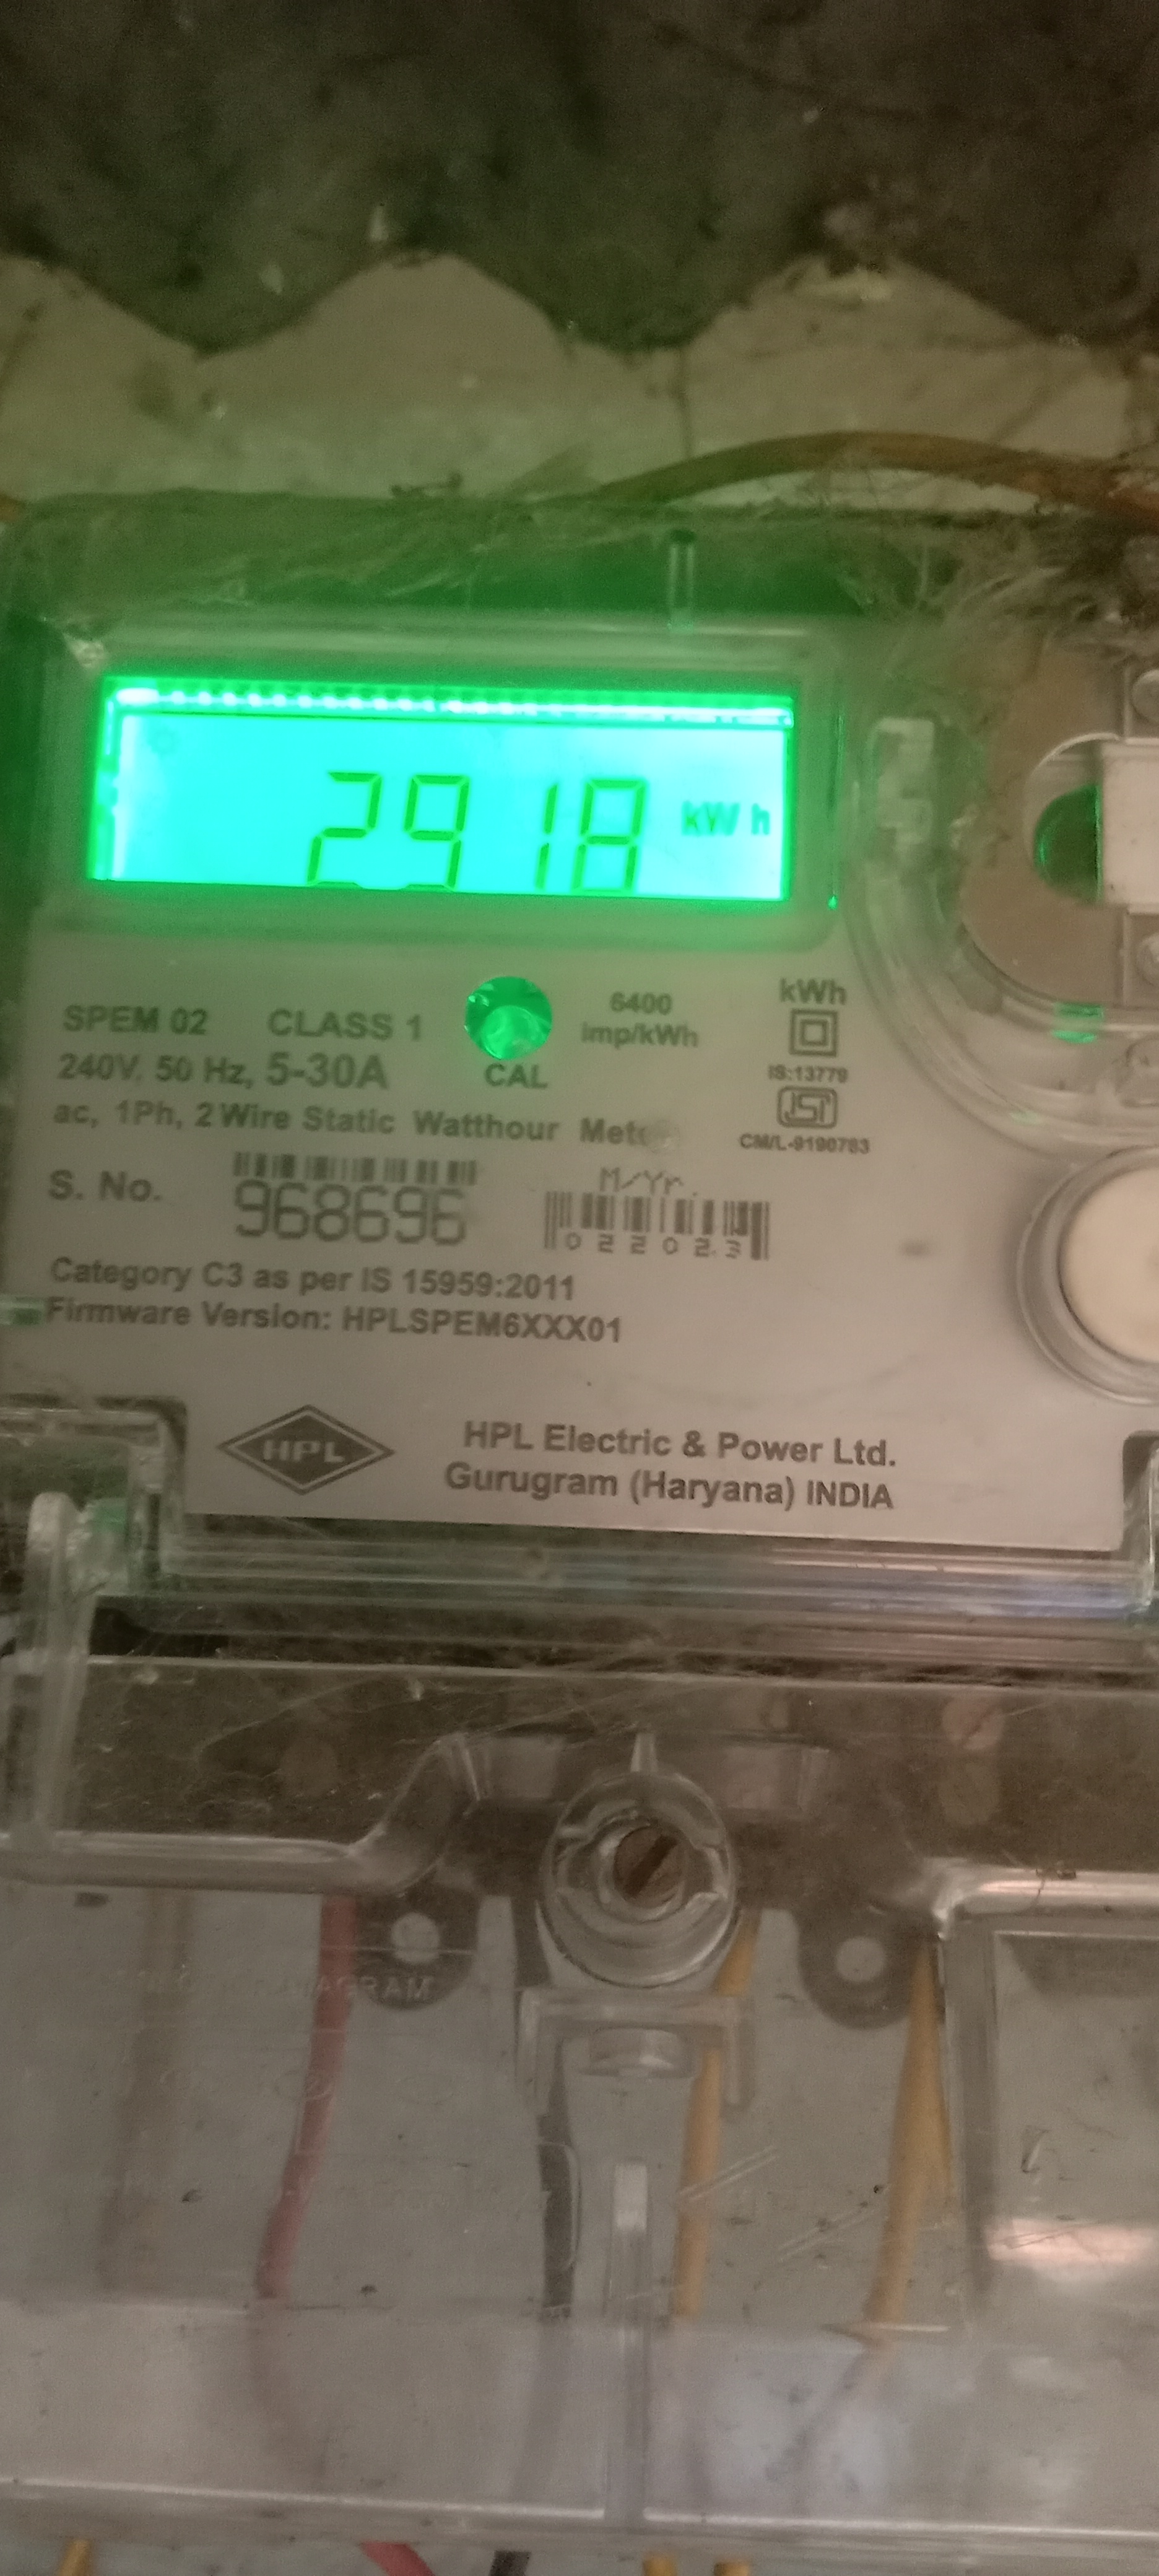 2918 kWh
SPEM 02 CLASS 1
6400
imp/kWh
kWh
240V, 50 Hz, 5-30A
CAL
IS:13779
ISI
ac, 1Ph, 2 Wire Static Watthour
CM/L-9190783
S. No. 968696
M/Yr.
022023
Category C3 as per IS 15959:2011
Firmware Version: HPLSPEM6XXX01
HPL
HPL Electric & Power Ltd.
Gurugram (Haryana) INDIA